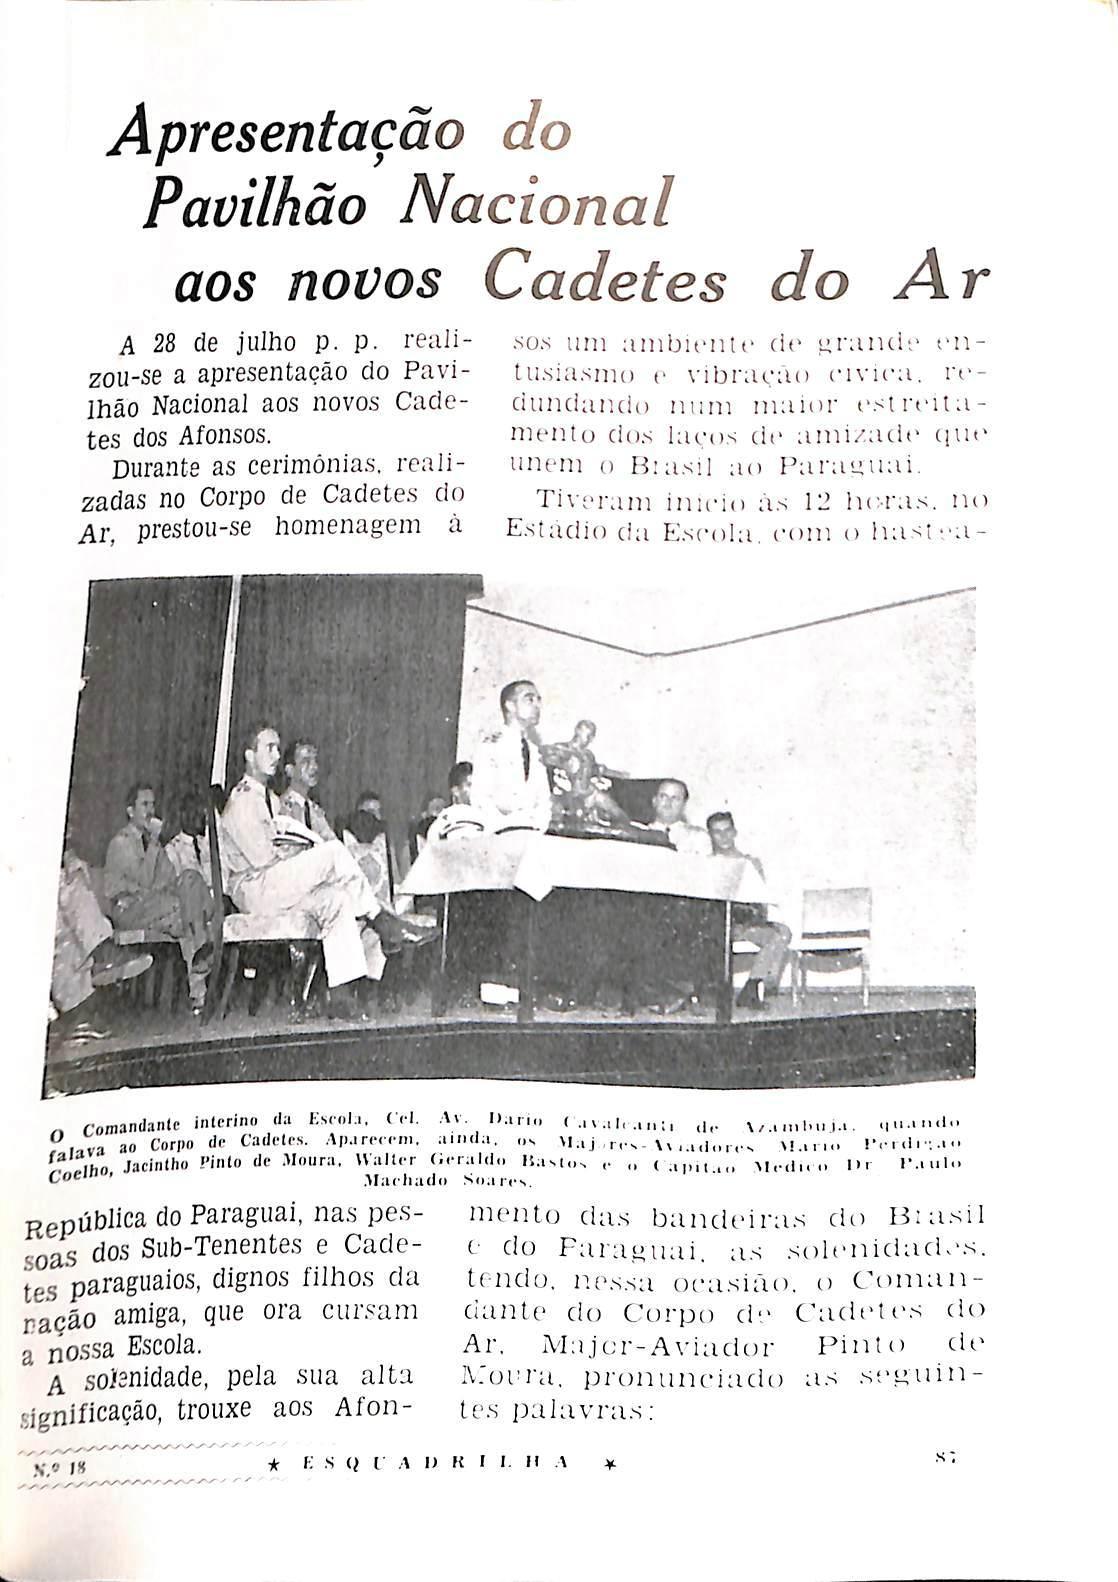 Apresentação do
Pavilhão Nacional
aos novos Cadetes do Ar
A 28 de julho p. p. reali-
zou-se a apresentação do Pavi-
lhão Nacional aos novos Cade-
tes dos Afonsos.
Durante as cerimônias, reali-
zadas no Corpo de Cadetes do
Ar, prestou-se homenagem à
República do Paraguai, nas pes-
soas dos Sub-Tenentes e Cade-
tes paraguaios, dignos filhos da
nação amiga, que ora cursam
a nossa Escola.
A solenidade, pela sua alta
significação, trouxe aos Afon-
sos um ambiente de grande en-
tusiasmo e vibração cívica, re-
dundando num maior estreita-
mento dos laços de amizade que
unem o Brasil ao Paraguai.
Tiveram início às 12 horas, no
Estádio da Escola, com o hastea-
mento das bandeiras do Brasil
e do Paraguai, as solenidades,
tendo, nessa ocasião, o Coman-
dante do Corpo de Cadetes do
Ar, Major-Aviador Pinto de
Moura, pronunciado as seguin-
tes palavras:
O Comandante interino da Escola, Cel. Av. Dario Cavalcanti de Azambuja, quando
falava ao Corpo de Cadetes. Aparecem, ainda, os Majores-Aviadores Mario Perdigão
Coelho, Jacintho Pinto de Moura, Walter Geraldo Bastos e o Capitão Médico Dr. Paulo
Machado Soares.
N.º 18
★ ESQUADRILHA ★
87